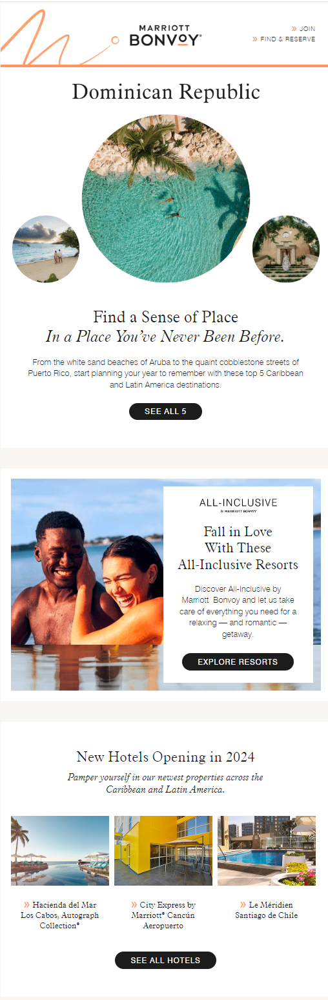 MARRIOTT
BONVOY®
» JOIN
» FIND & RESERVE
Dominican Republic
Find a Sense of Place
In a Place You’ve Never Been Before.
From the white sand beaches of Aruba to the quaint cobblestone streets of
Puerto Rico, start planning your year to remember with these top 5 Caribbean
and Latin America destinations.
SEE ALL 5
ALL-INCLUSIVE
by MARRIOTT BONVOY
Fall in Love
With These
All-Inclusive Resorts
Discover All-Inclusive by
Marriott Bonvoy and let us take
care of everything you need for a
relaxing — and romantic —
getaway.
EXPLORE RESORTS
New Hotels Opening in 2024
Pamper yourself in our newest properties across the
Caribbean and Latin America.
» Hacienda del Mar
Los Cabos, Autograph
Collection®
» City Express by
Marriott® Cancún
Aeropuerto
» Le Méridien
Santiago de Chile
SEE ALL HOTELS